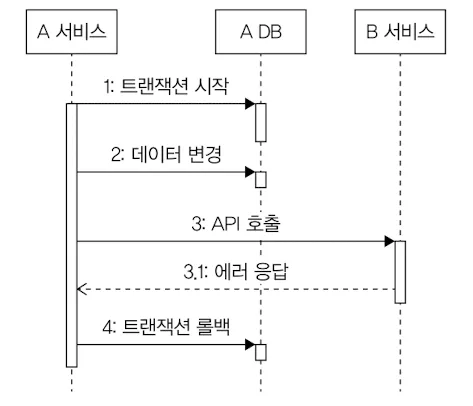 A 서비스
A DB
B 서비스
1: 트랜잭션 시작
2: 데이터 변경
3: API 호출
3.1: 에러 응답
4: 트랜잭션 롤백